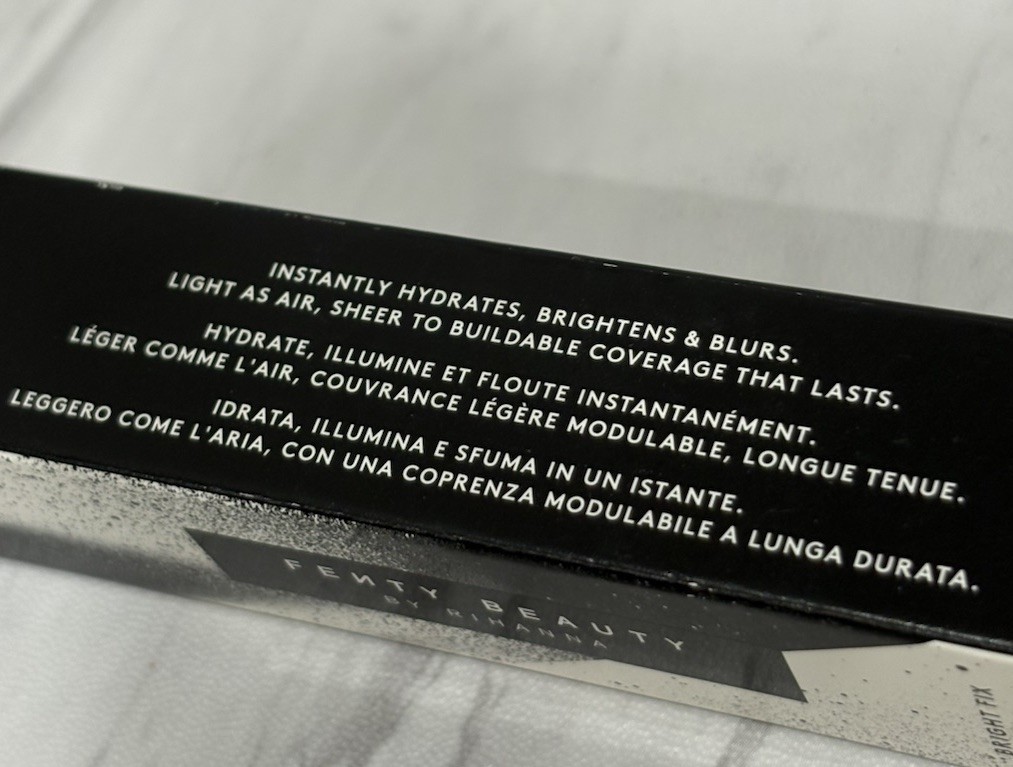 INSTANTLY HYDRATES, BRIGHTENS & BLURS.
LIGHT AS AIR, SHEER TO BUILDABLE COVERAGE THAT LASTS.
HYDRATE, ILLUMINE ET FLOUTE INSTANTANÉMENT.
LÉGER COMME L'AIR, COUVRANCE LÉGÈRE MODULABLE, LONGUE TENUE.
IDRATA, ILLUMINA E SFUMA IN UN ISTANTE.
LEGGERO COME L'ARIA, CON UNA COPRENZA MODULABILE A LUNGA DURATA.
FENTY BEAUTY
BY RIHANNA
BRIGHT FIX